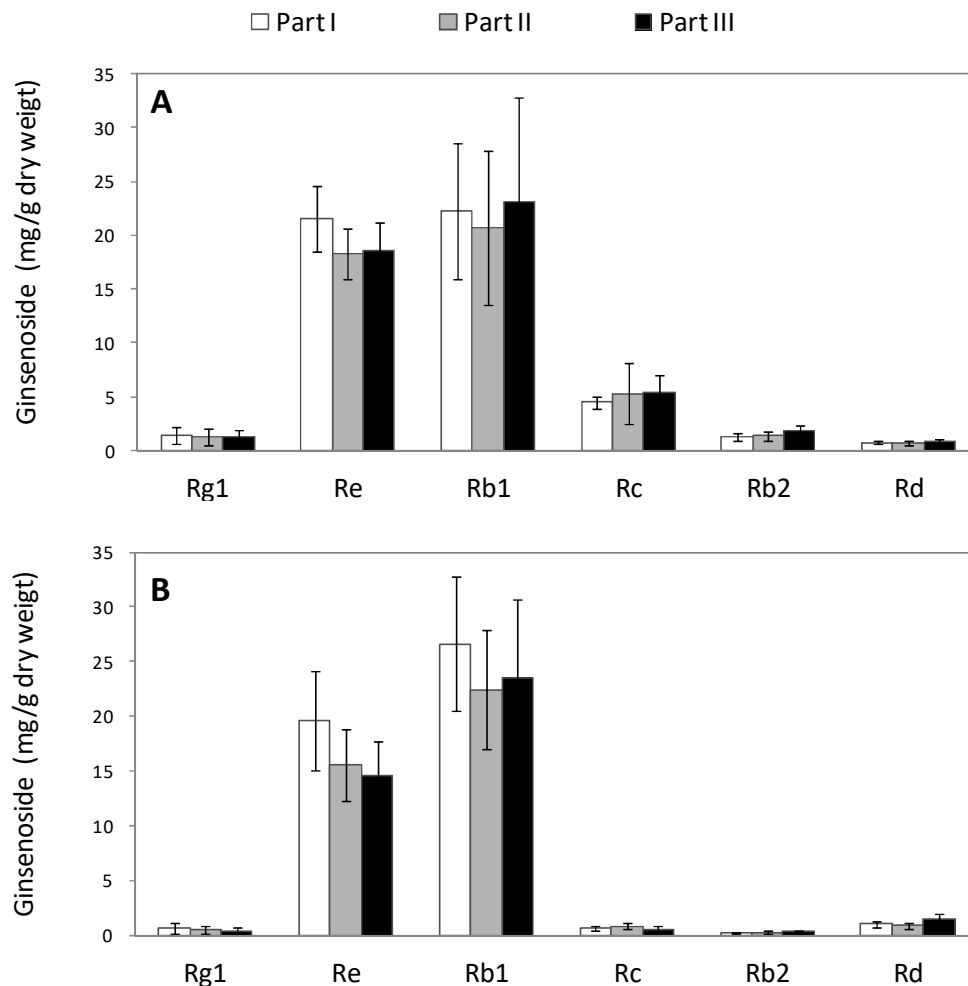 Part I Part II Part III
A
Ginsenoside (mg/g dry weigt)
35
30
25
20
15
10
5
0
Rg1 Re Rb1 Rc Rb2 Rd
B
Ginsenoside (mg/g dry weigt)
35
30
25
20
15
10
5
0
Rg1 Re Rb1 Rc Rb2 Rd